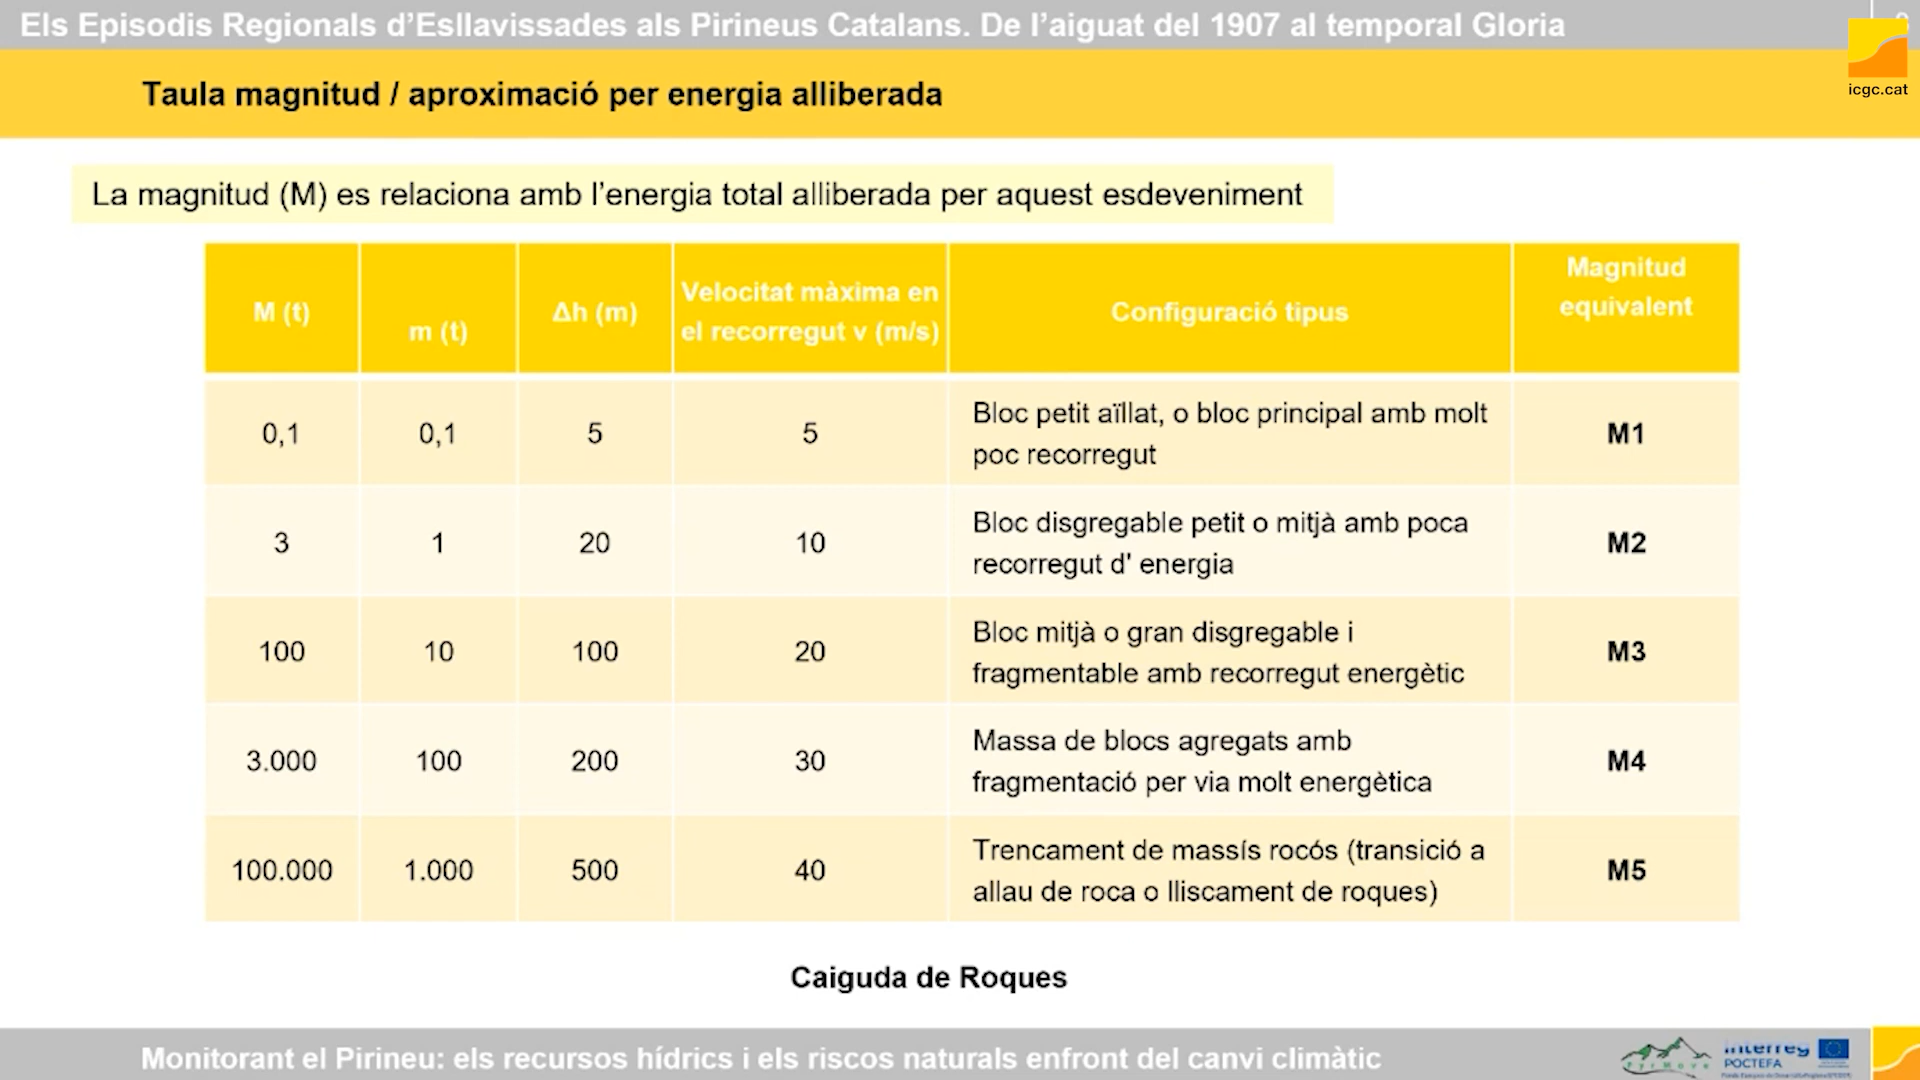 Els Episodis Regionals d’Esllavissades als Pirineus Catalans. De l’aiguat del 1907 al temporal Gloria
icgc.cat
Taula magnitud / aproximació per energia alliberada
La magnitud (M) es relaciona amb l’energia total alliberada per aquest esdeveniment
M (t) m (t) Δh (m) Velocitat màxima en el recorregut v (m/s) Configuració tipus Magnitud equivalent
0,1 0,1 5 5 Bloc petit aïllat, o bloc principal amb molt poc recorregut M1
3 1 20 10 Bloc disgregable petit o mitjà amb poca recorregut d' energia M2
100 10 100 20 Bloc mitjà o gran disgregable i fragmentable amb recorregut energètic M3
3.000 100 200 30 Massa de blocs agregats amb fragmentació per via molt energètica M4
100.000 1.000 500 40 Trencament de massís rocós (transició a allau de roca o lliscament de roques) M5
Caiguda de Roques
Monitorant el Pirineu: els recursos hídrics i els riscos naturals enfront del canvi climàtic
Interreg
POCTEFA